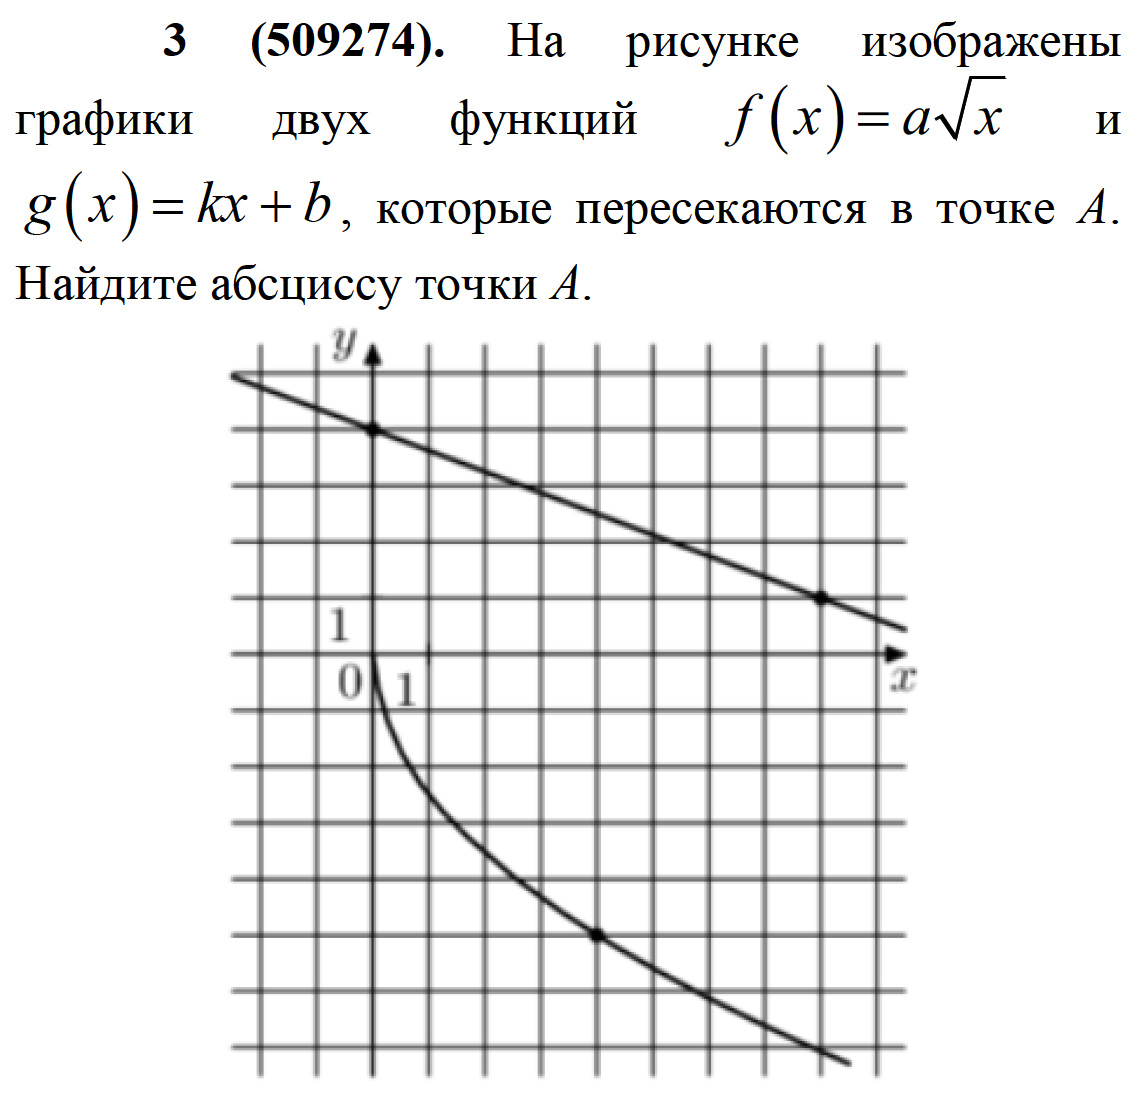 3 (509274). На рисунке изображены
графики двух функций f(x) = a√x и
g(x) = kx + b, которые пересекаются в точке A.
Найдите абсциссу точки A.
y
1
0 1
x